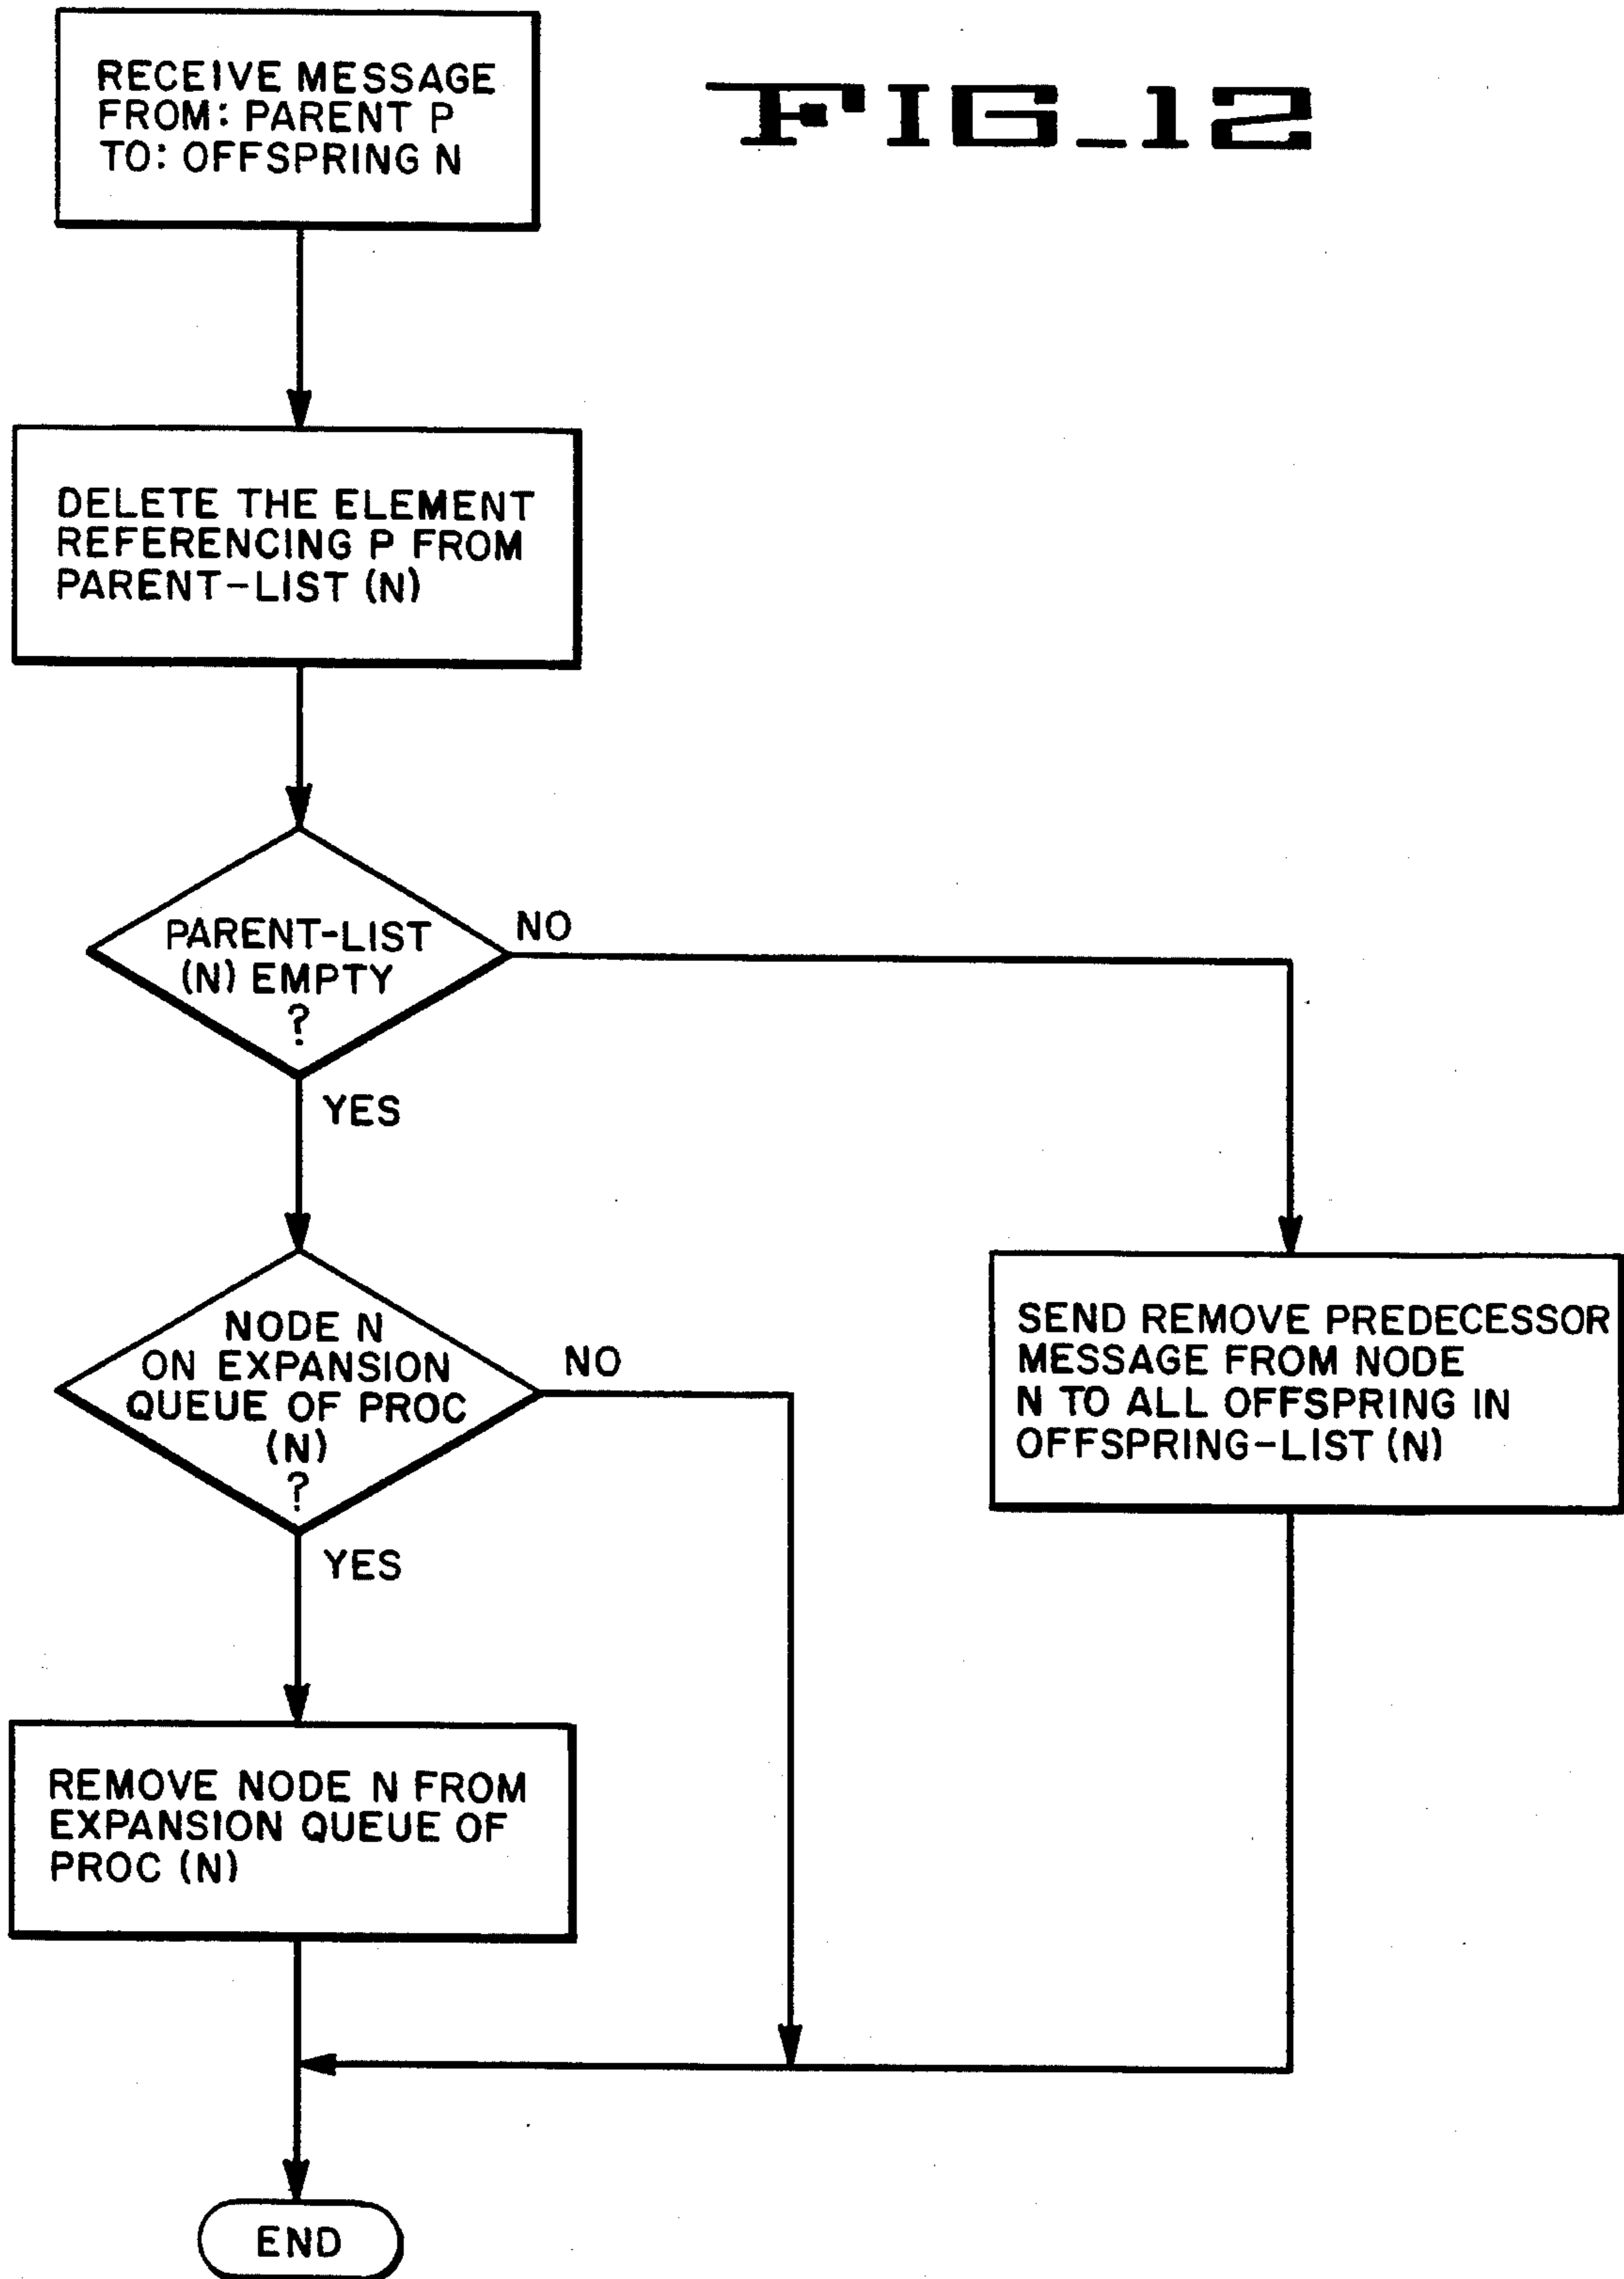 FIG_12
RECEIVE MESSAGE
FROM: PARENT P
TO: OFFSPRING N
DELETE THE ELEMENT
REFERENCING P FROM
PARENT-LIST (N)
PARENT-LIST
(N) EMPTY
?
NO
YES
NODE N
ON EXPANSION
QUEUE OF PROC
(N)
?
NO
YES
SEND REMOVE PREDECESSOR
MESSAGE FROM NODE
N TO ALL OFFSPRING IN
OFFSPRING-LIST (N)
REMOVE NODE N FROM
EXPANSION QUEUE OF
PROC (N)
END